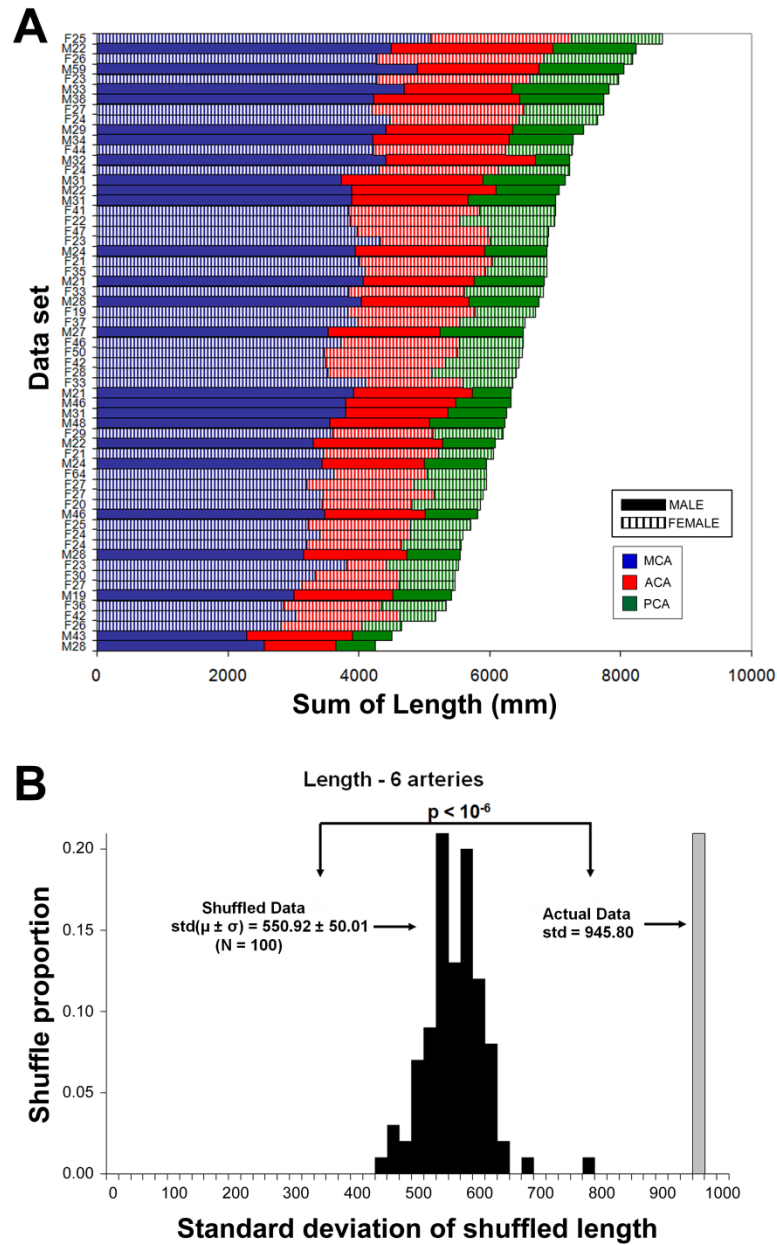 A
Data set
F25
M22
F26
M59
F23
M33
M38
F27
F24
M29
M34
F44
M32
F24
M31
M22
M31
F41
F22
F47
F23
M24
F21
F35
M21
F33
M28
F19
F37
M27
F46
F50
F42
F28
F33
M21
M46
M31
M48
F29
M22
F21
M24
F64
F27
F27
F20
M46
F25
F24
F24
M28
F23
F30
F27
M19
F36
F42
F26
M43
M28
MALE
FEMALE
MCA
ACA
PCA
0 2000 4000 6000 8000 10000
Sum of Length (mm)
B
Length - 6 arteries
p < 10⁻⁶
Shuffled Data
std(μ ± σ) = 550.92 ± 50.01
(N = 100)
Actual Data
std = 945.80
Shuffle proportion
0.20
0.15
0.10
0.05
0.00
0 100 200 300 400 500 600 700 800 900 1000
Standard deviation of shuffled length